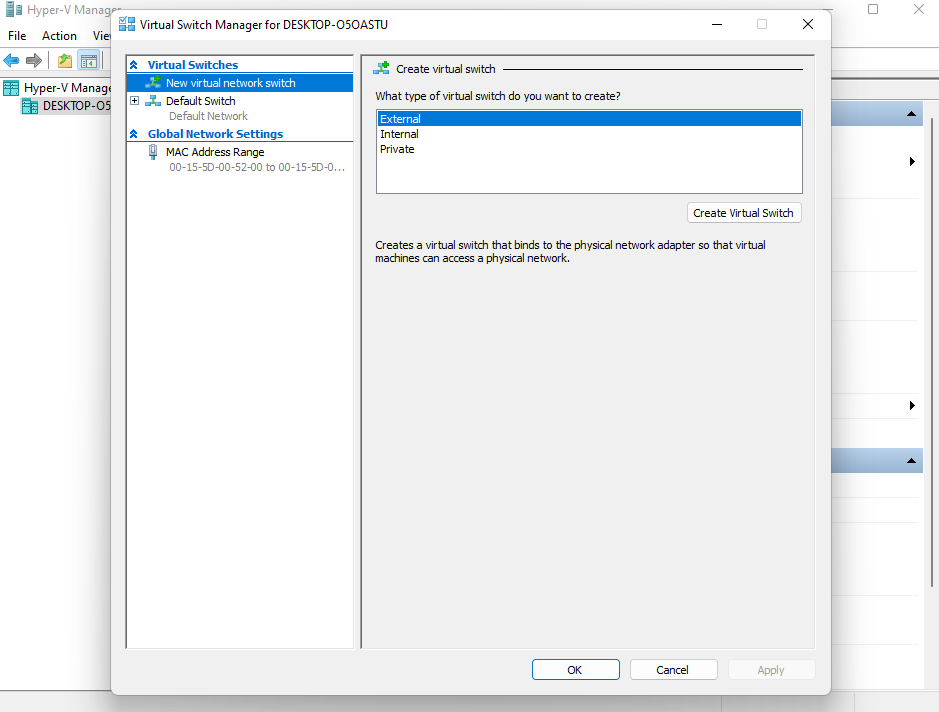 Hyper-V Manager
Virtual Switch Manager for DESKTOP-O5OASTU
File Action
Virtual Switches
New virtual network switch
Default Switch
Default Network
Global Network Settings
MAC Address Range
00-15-5D-00-52-00 to 00-15-5D-0...
Create virtual switch
What type of virtual switch do you want to create?
External
Internal
Private
Create Virtual Switch
Creates a virtual switch that binds to the physical network adapter so that virtual
machines can access a physical network.
Hyper-V Manage
DESKTOP-O5
OK
Cancel
Apply